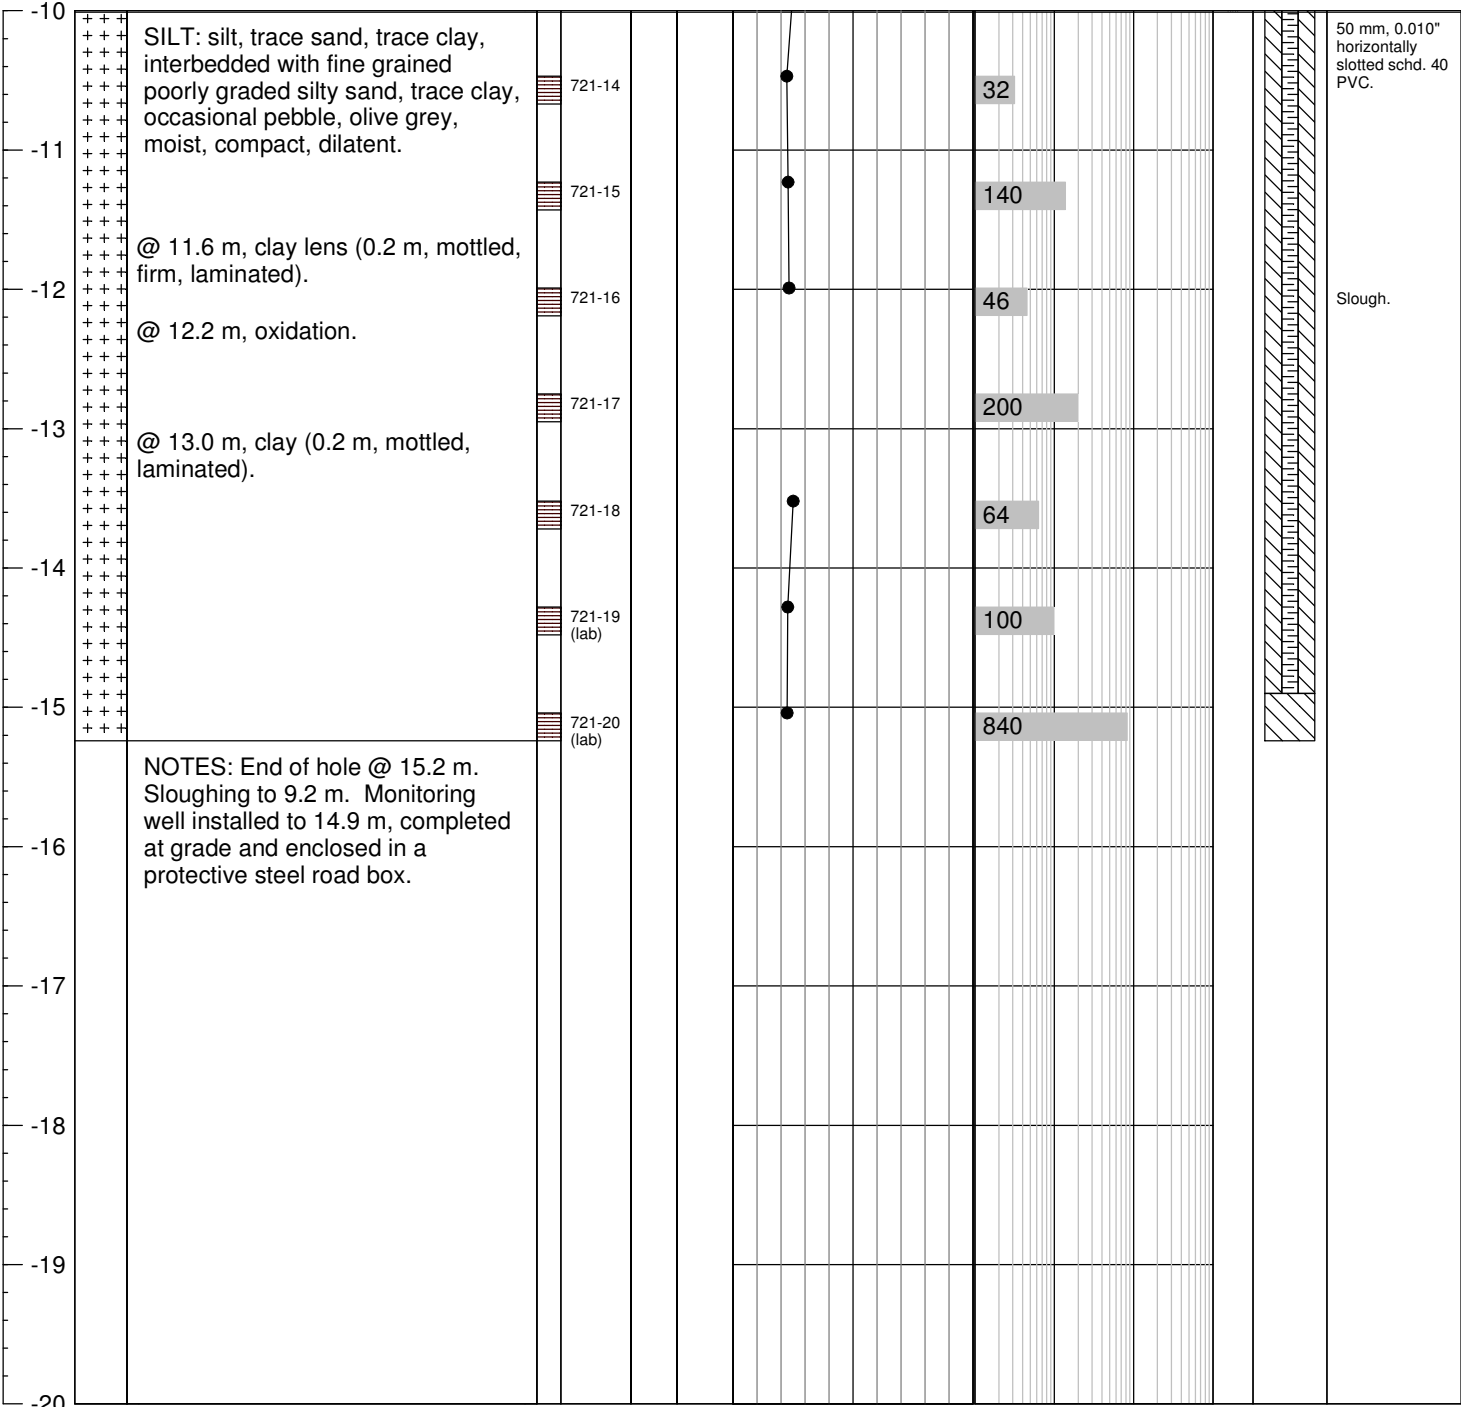 -10
SILT: silt, trace sand, trace clay,
interbedded with fine grained
poorly graded silty sand, trace clay,
occasional pebble, olive grey,
moist, compact, dilatent.
721-14
32
50 mm, 0.010"
horizontally
slotted schd. 40
PVC.
-11
721-15
140
@ 11.6 m, clay lens (0.2 m, mottled,
firm, laminated).
-12
721-16
46
Slough.
@ 12.2 m, oxidation.
721-17
200
-13
@ 13.0 m, clay (0.2 m, mottled,
laminated).
721-18
64
-14
721-19
(lab)
100
-15
721-20
(lab)
840
NOTES: End of hole @ 15.2 m.
Sloughing to 9.2 m.  Monitoring
well installed to 14.9 m, completed
at grade and enclosed in a
protective steel road box.
-16
-17
-18
-19
-20